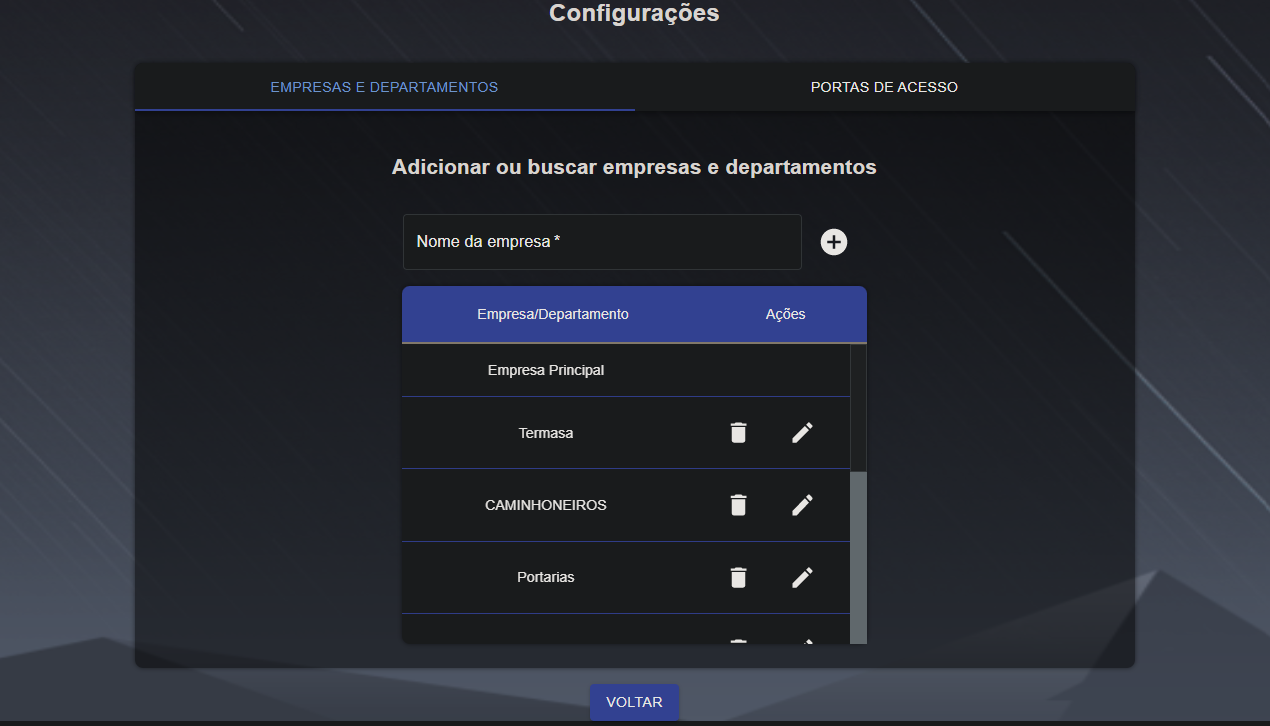 Configurações
EMPRESAS E DEPARTAMENTOS PORTAS DE ACESSO
Adicionar ou buscar empresas e departamentos
Nome da empresa *
Empresa/Departamento Ações
Empresa Principal
Termasa
CAMINHONEIROS
Portarias
VOLTAR